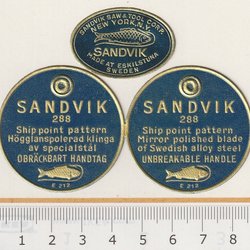 SANDVIK SAW & TOOL CORP.
NEW YORK, N.Y.
SANDVIK
MADE AT ESKILSTUNA
SWEDEN
SANDVIK
288
Ship point pattern
Högglanspolerad klinga
av specialstål
OBRÄCKBART HANDTAG
E 212
SANDVIK
288
Ship point pattern
Mirror polished blade
of Swedish alloy steel
UNBREAKABLE HANDLE
E 212
1 2 3 4 5 6 7 8